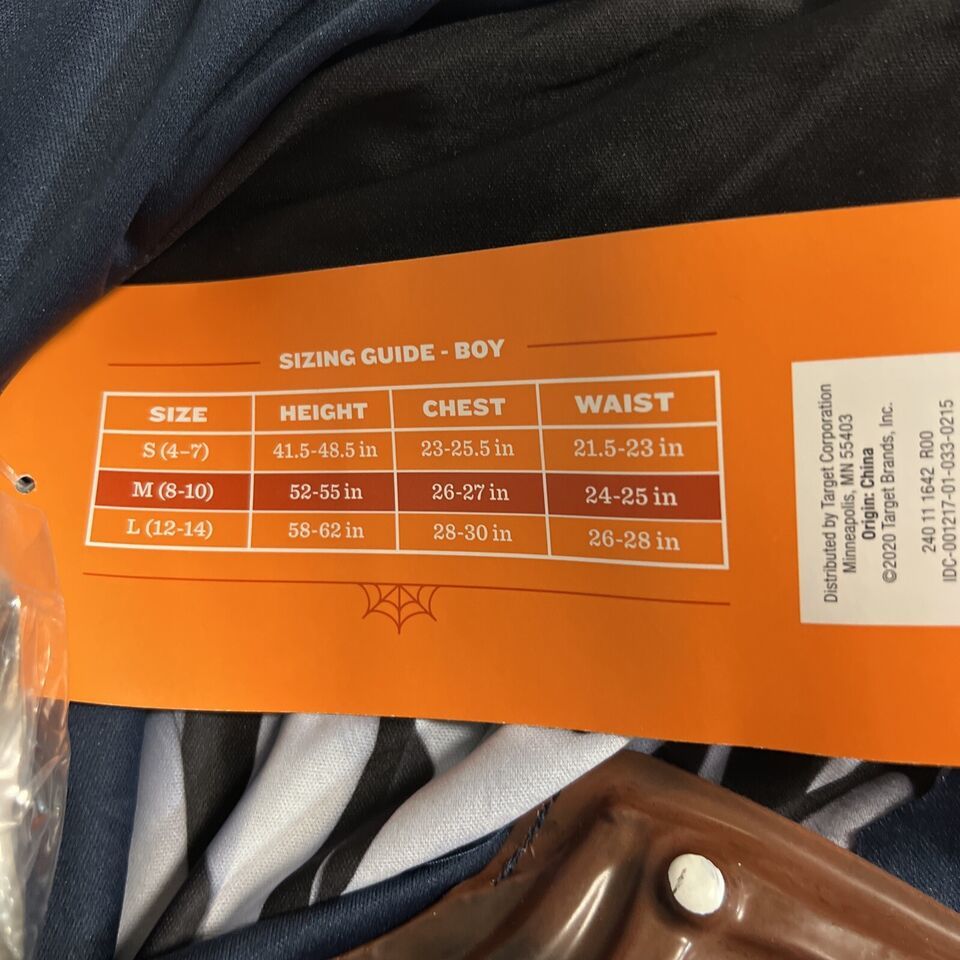 SIZING GUIDE - BOY
SIZE HEIGHT CHEST WAIST
S (4-7) 41.5-48.5 in 23-25.5 in 21.5-23 in
M (8-10) 52-55 in 26-27 in 24-25 in
L (12-14) 58-62 in 28-30 in 26-28 in
Distributed by Target Corporation
Minneapolis, MN 55403
Origin: China
©2020 Target Brands, Inc.
240 11 1642 R00
IDC-001217-01-033-0215